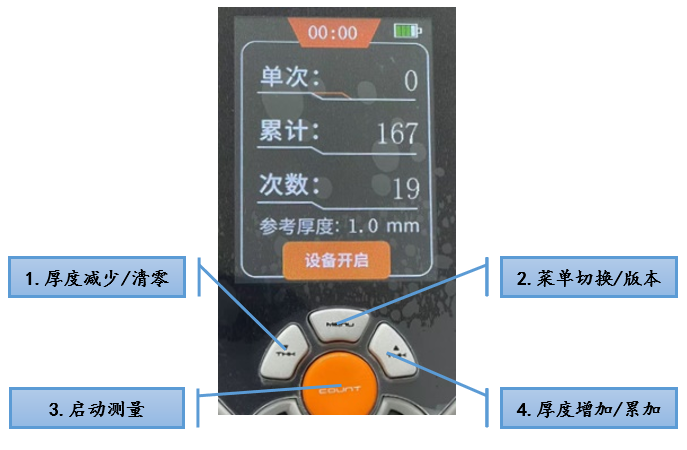 00:00
单次: 0
累计: 167
次数: 19
参考厚度: 1.0 mm
设备开启
1.厚度减少/清零
2.菜单切换/版本
MENU
▼
THK
▲
THK
COUNT
3.启动测量
4.厚度增加/累加